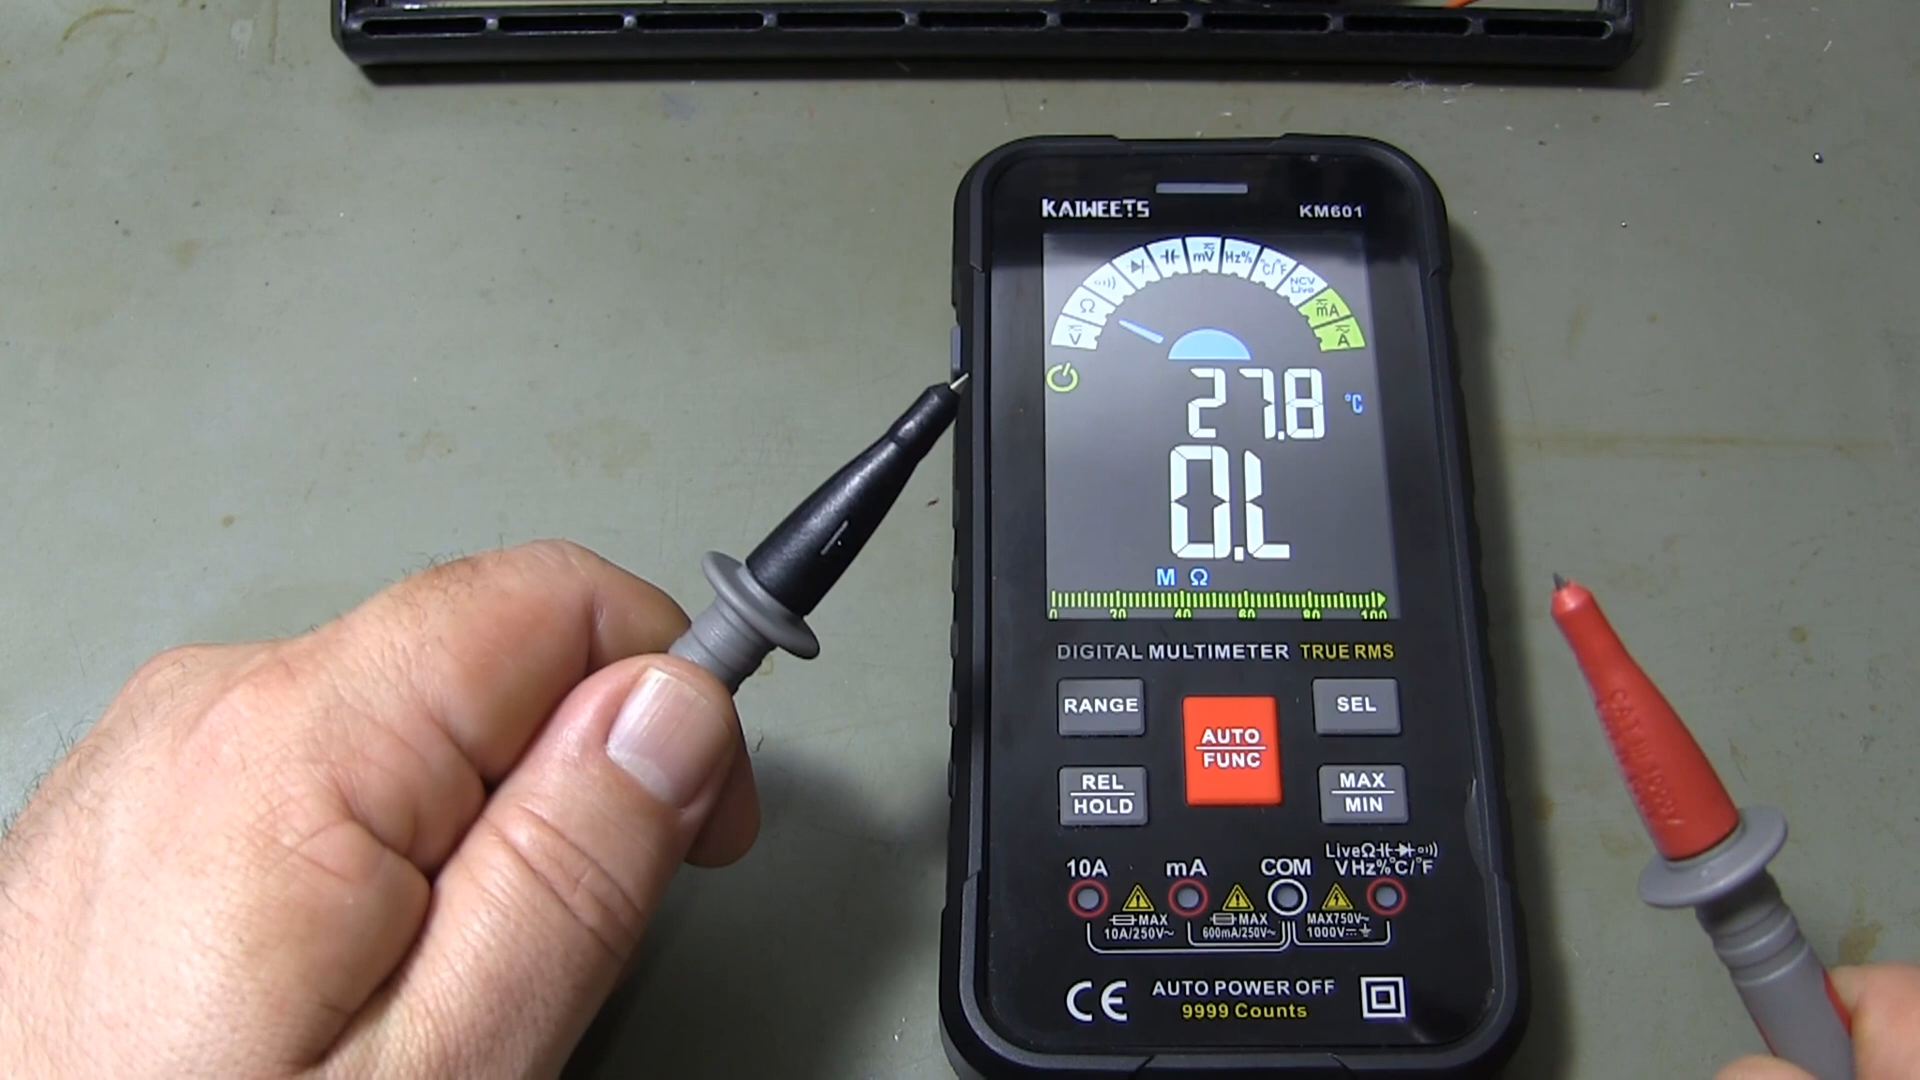 KAIWEETS KM601
V Ω mV Hz% °C/°F NCV Live mA A
27.8 °C
0.L
M Ω
0 20 40 60 80 100
DIGITAL MULTIMETER TRUE RMS
RANGE SEL
AUTO
FUNC
REL MAX
HOLD MIN
LiveΩ
10A mA COM V Hz%°C/°F
MAX MAX MAX750V~
10A/250V~ 600mA/250V~ 1000V
CE AUTO POWER OFF
9999 Counts